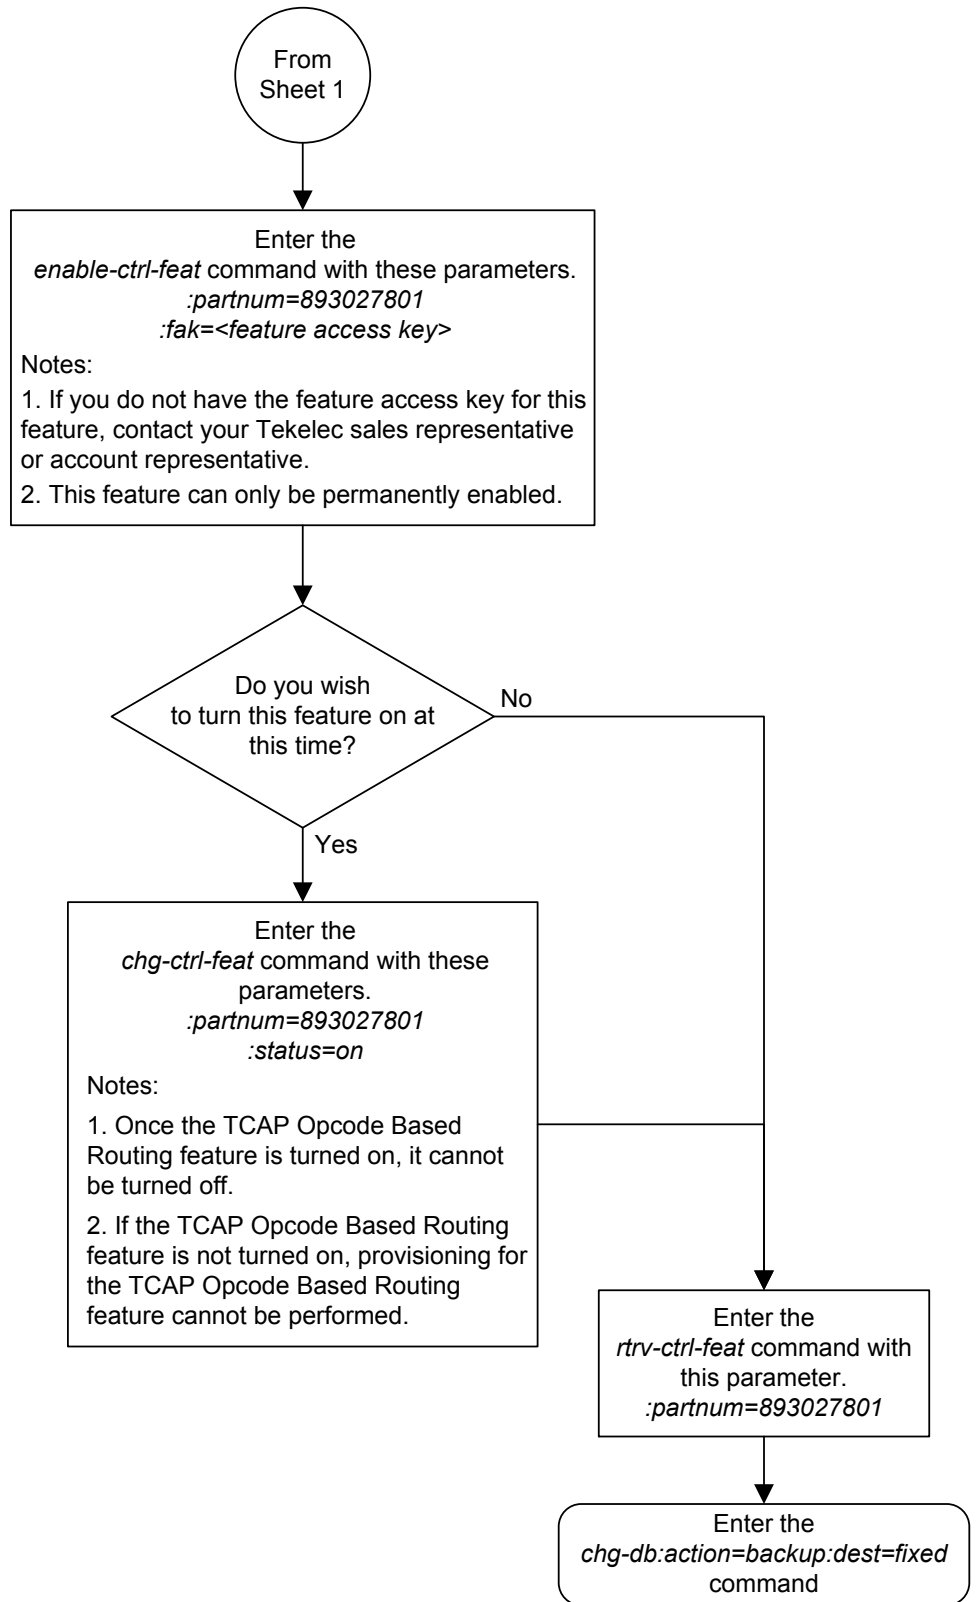 From
Sheet 1
Enter the
enable-ctrl-feat command with these parameters.
:partnum=893027801
:fak=<feature access key>
Notes:
1. If you do not have the feature access key for this
feature, contact your Tekelec sales representative
or account representative.
2. This feature can only be permanently enabled.
Do you wish
to turn this feature on at
this time?
No
Yes
Enter the
chg-ctrl-feat command with these
parameters.
:partnum=893027801
:status=on
Notes:
1. Once the TCAP Opcode Based
Routing feature is turned on, it cannot
be turned off.
2. If the TCAP Opcode Based Routing
feature is not turned on, provisioning for
the TCAP Opcode Based Routing
feature cannot be performed.
Enter the
rtrv-ctrl-feat command with
this parameter.
:partnum=893027801
Enter the
chg-db:action=backup:dest=fixed
command